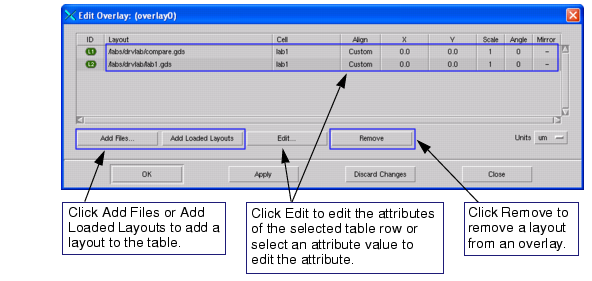 Edit Overlay: (overlay0)
ID Layout Cell Align X Y Scale Angle Mirror
L1 /labs/drvlab/compare.gds lab1 Custom 0.0 0.0 1 0 –
L2 /labs/drvlab/lab1.gds lab1 Custom 0.0 0.0 1 0 –
Add Files... Add Loaded Layouts Edit... Remove Units um
OK Apply Discard Changes Close
Click Add Files or Add
Loaded Layouts to add a
layout to the table.
Click Edit to edit the attributes
of the selected table row or
select an attribute value to
edit the attribute.
Click Remove to
remove a layout
from an overlay.